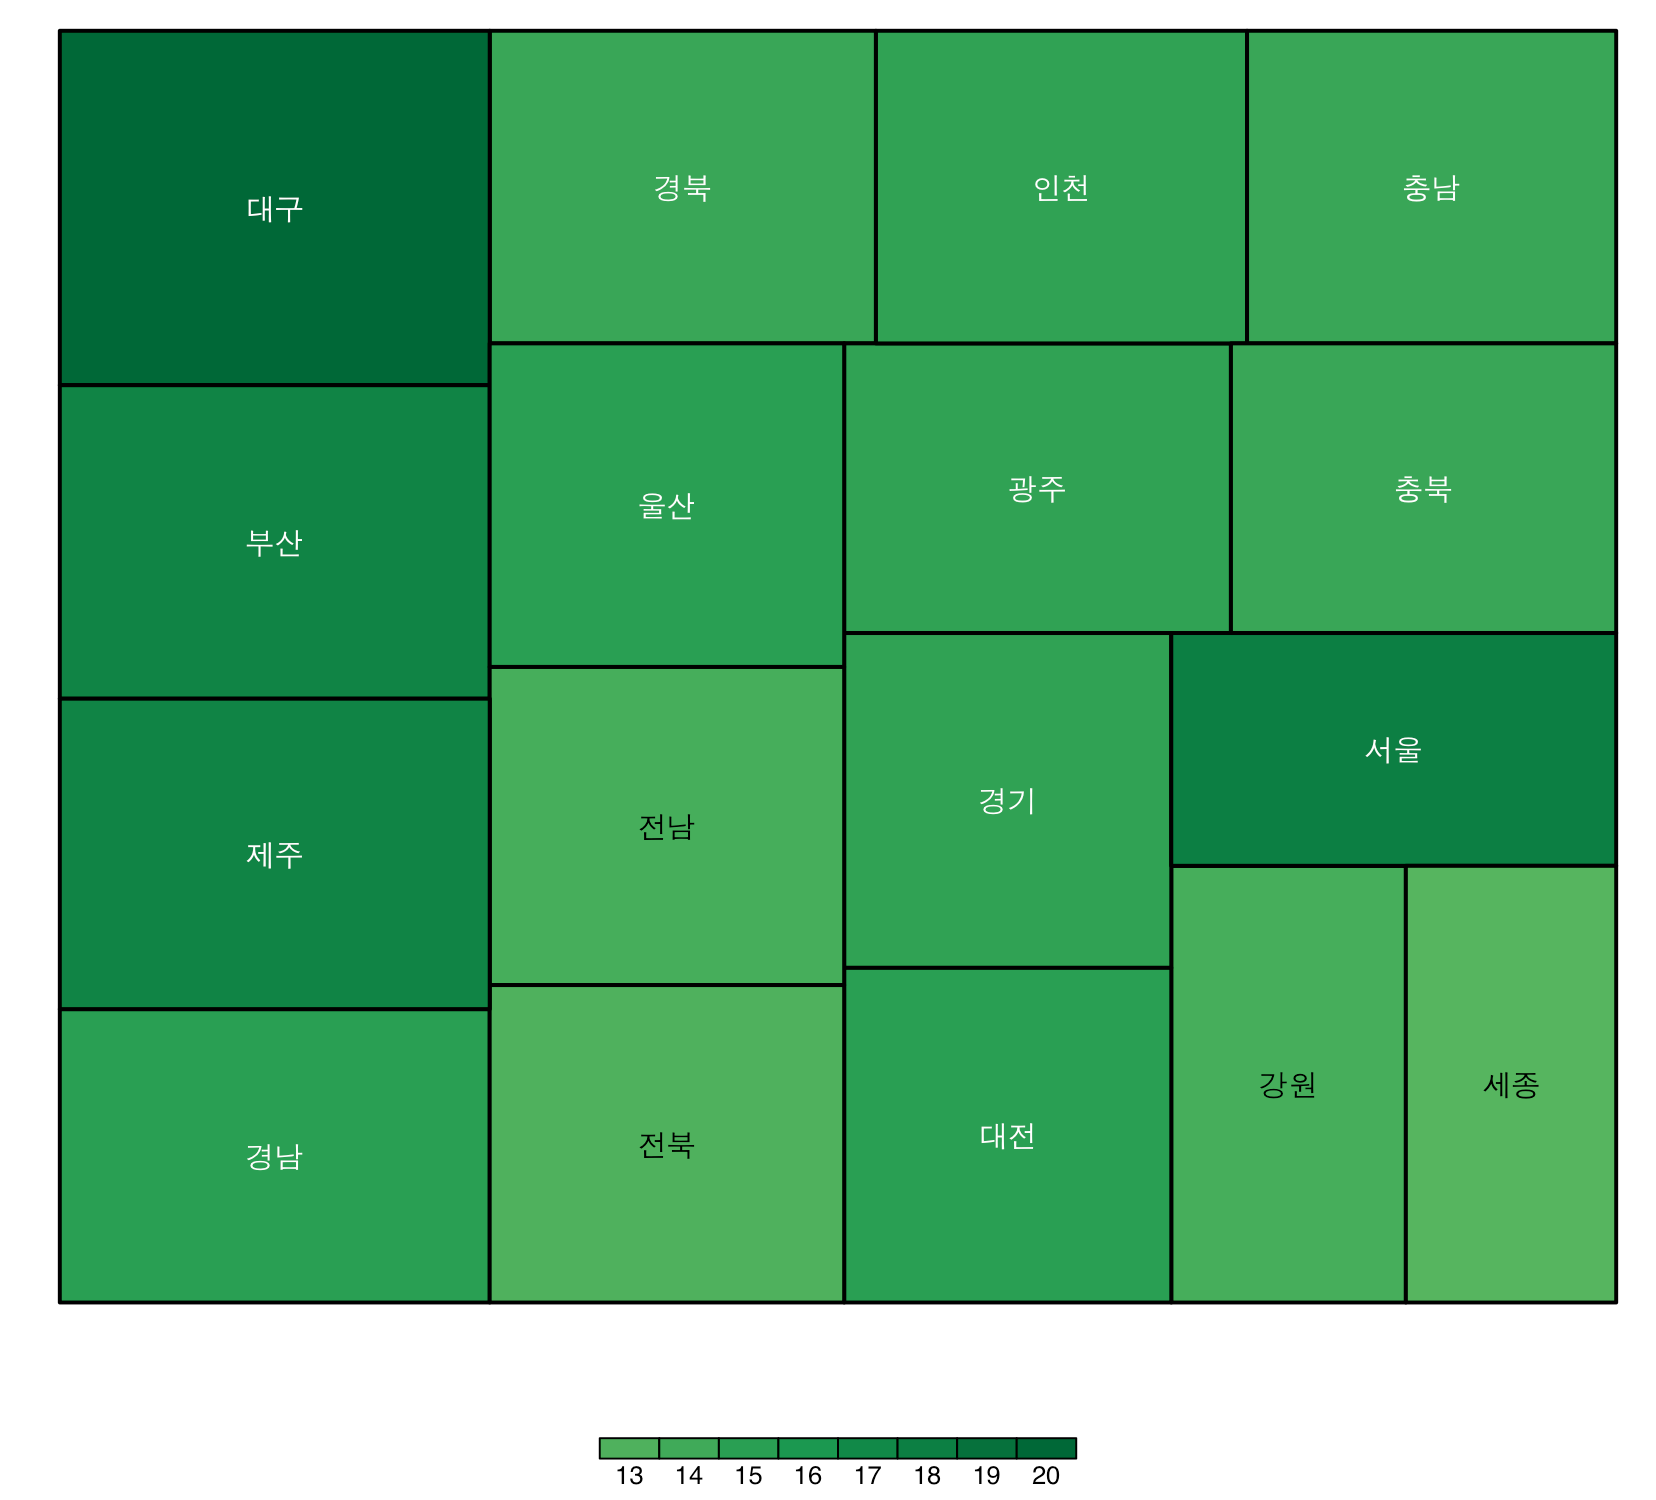 대구
경북
인천
충남
부산
울산
광주
충북
제주
전남
경기
서울
경남
전북
대전
강원
세종
13 14 15 16 17 18 19 20